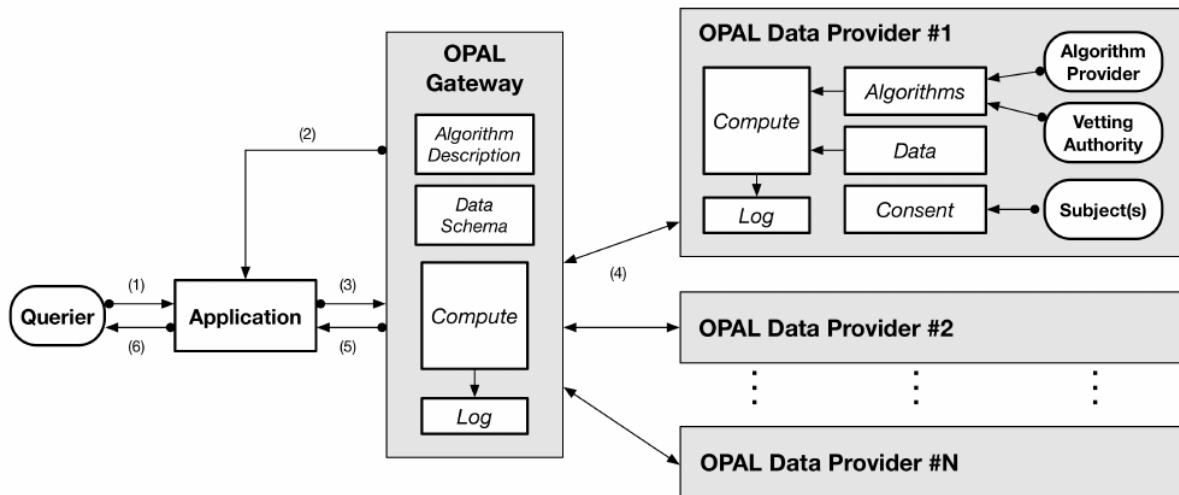 OPAL
Gateway
Algorithm
Description
Data
Schema
Compute
Log
(2)
(1)
(3)
Querier
Application
(6)
(5)
(4)
OPAL Data Provider #1
Compute
Log
Algorithms
Data
Consent
Algorithm
Provider
Vetting
Authority
Subject(s)
OPAL Data Provider #2
OPAL Data Provider #N